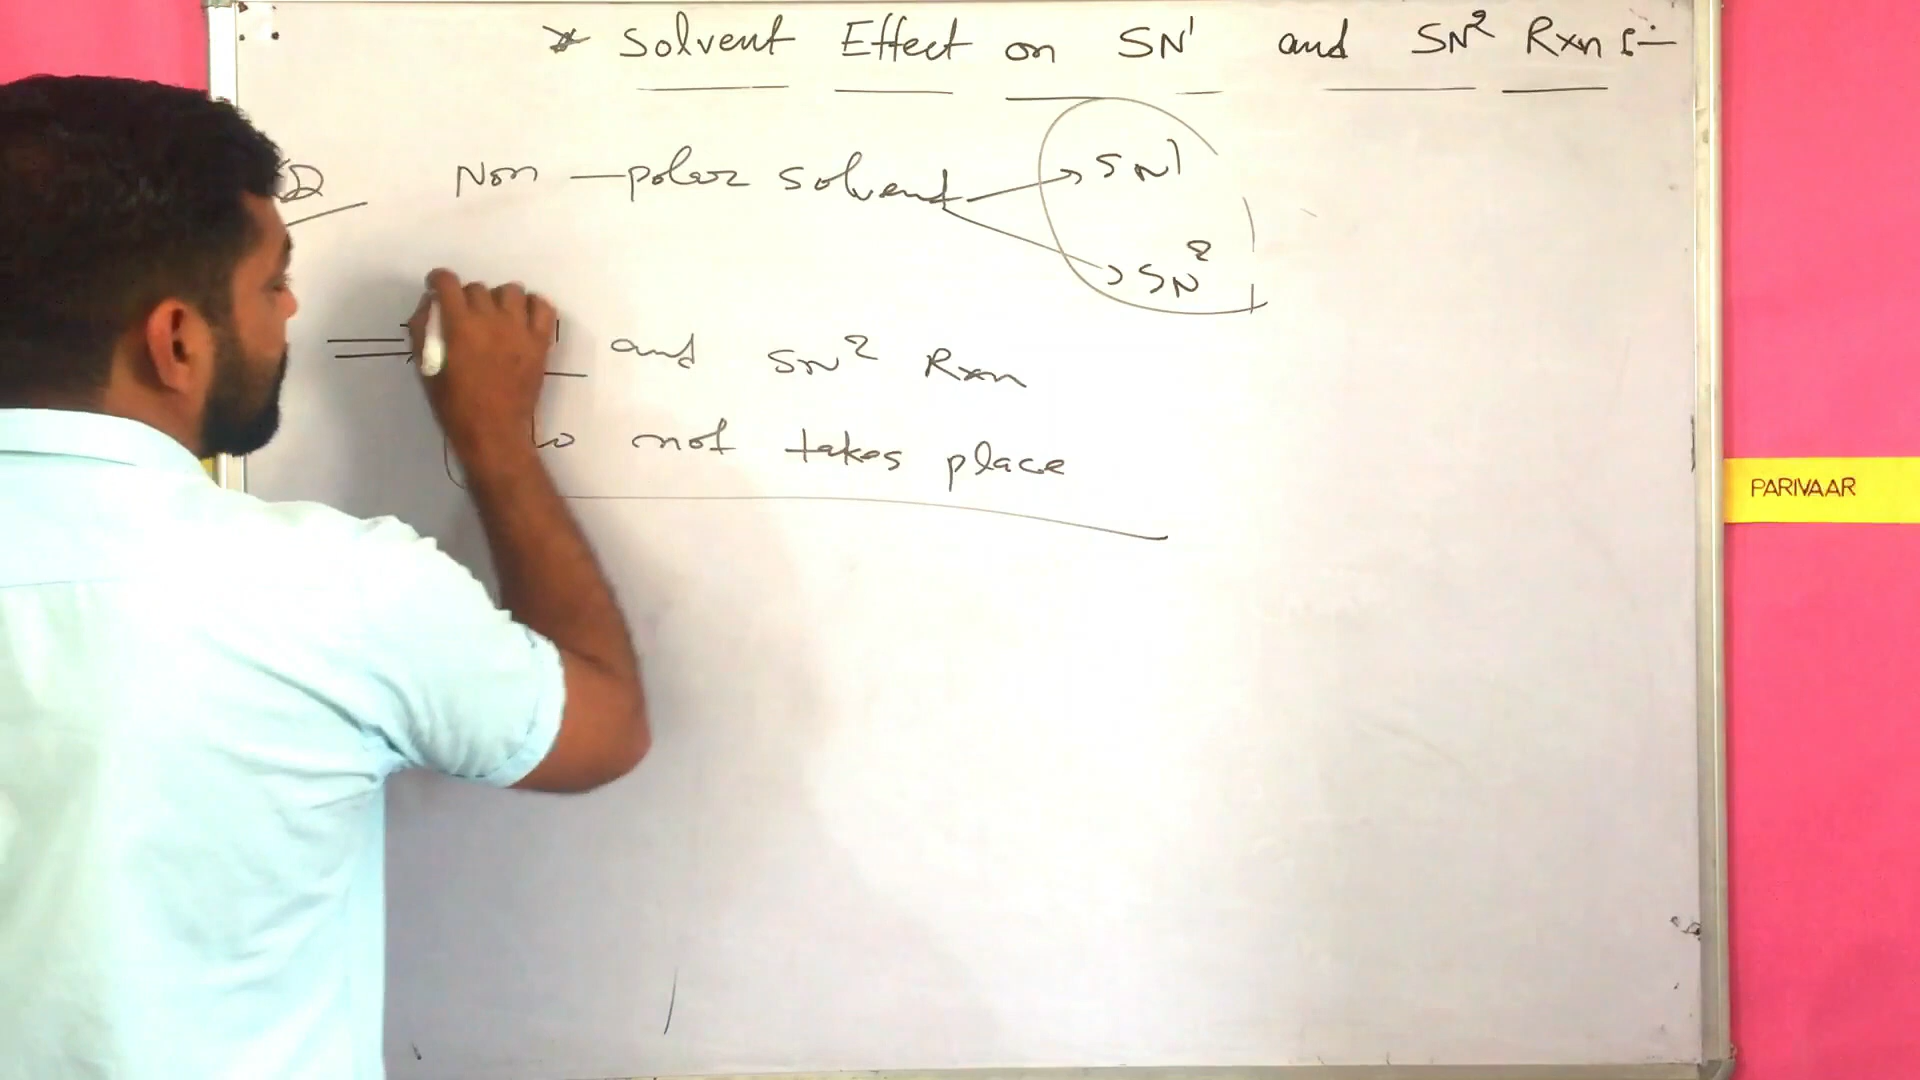 * Solvent Effect on SN1 and SN2 Rxn :-
Non-polar solvent → SN1
→ SN2
⇒ and SN2 Rxn
do not takes place
PARIVAAR